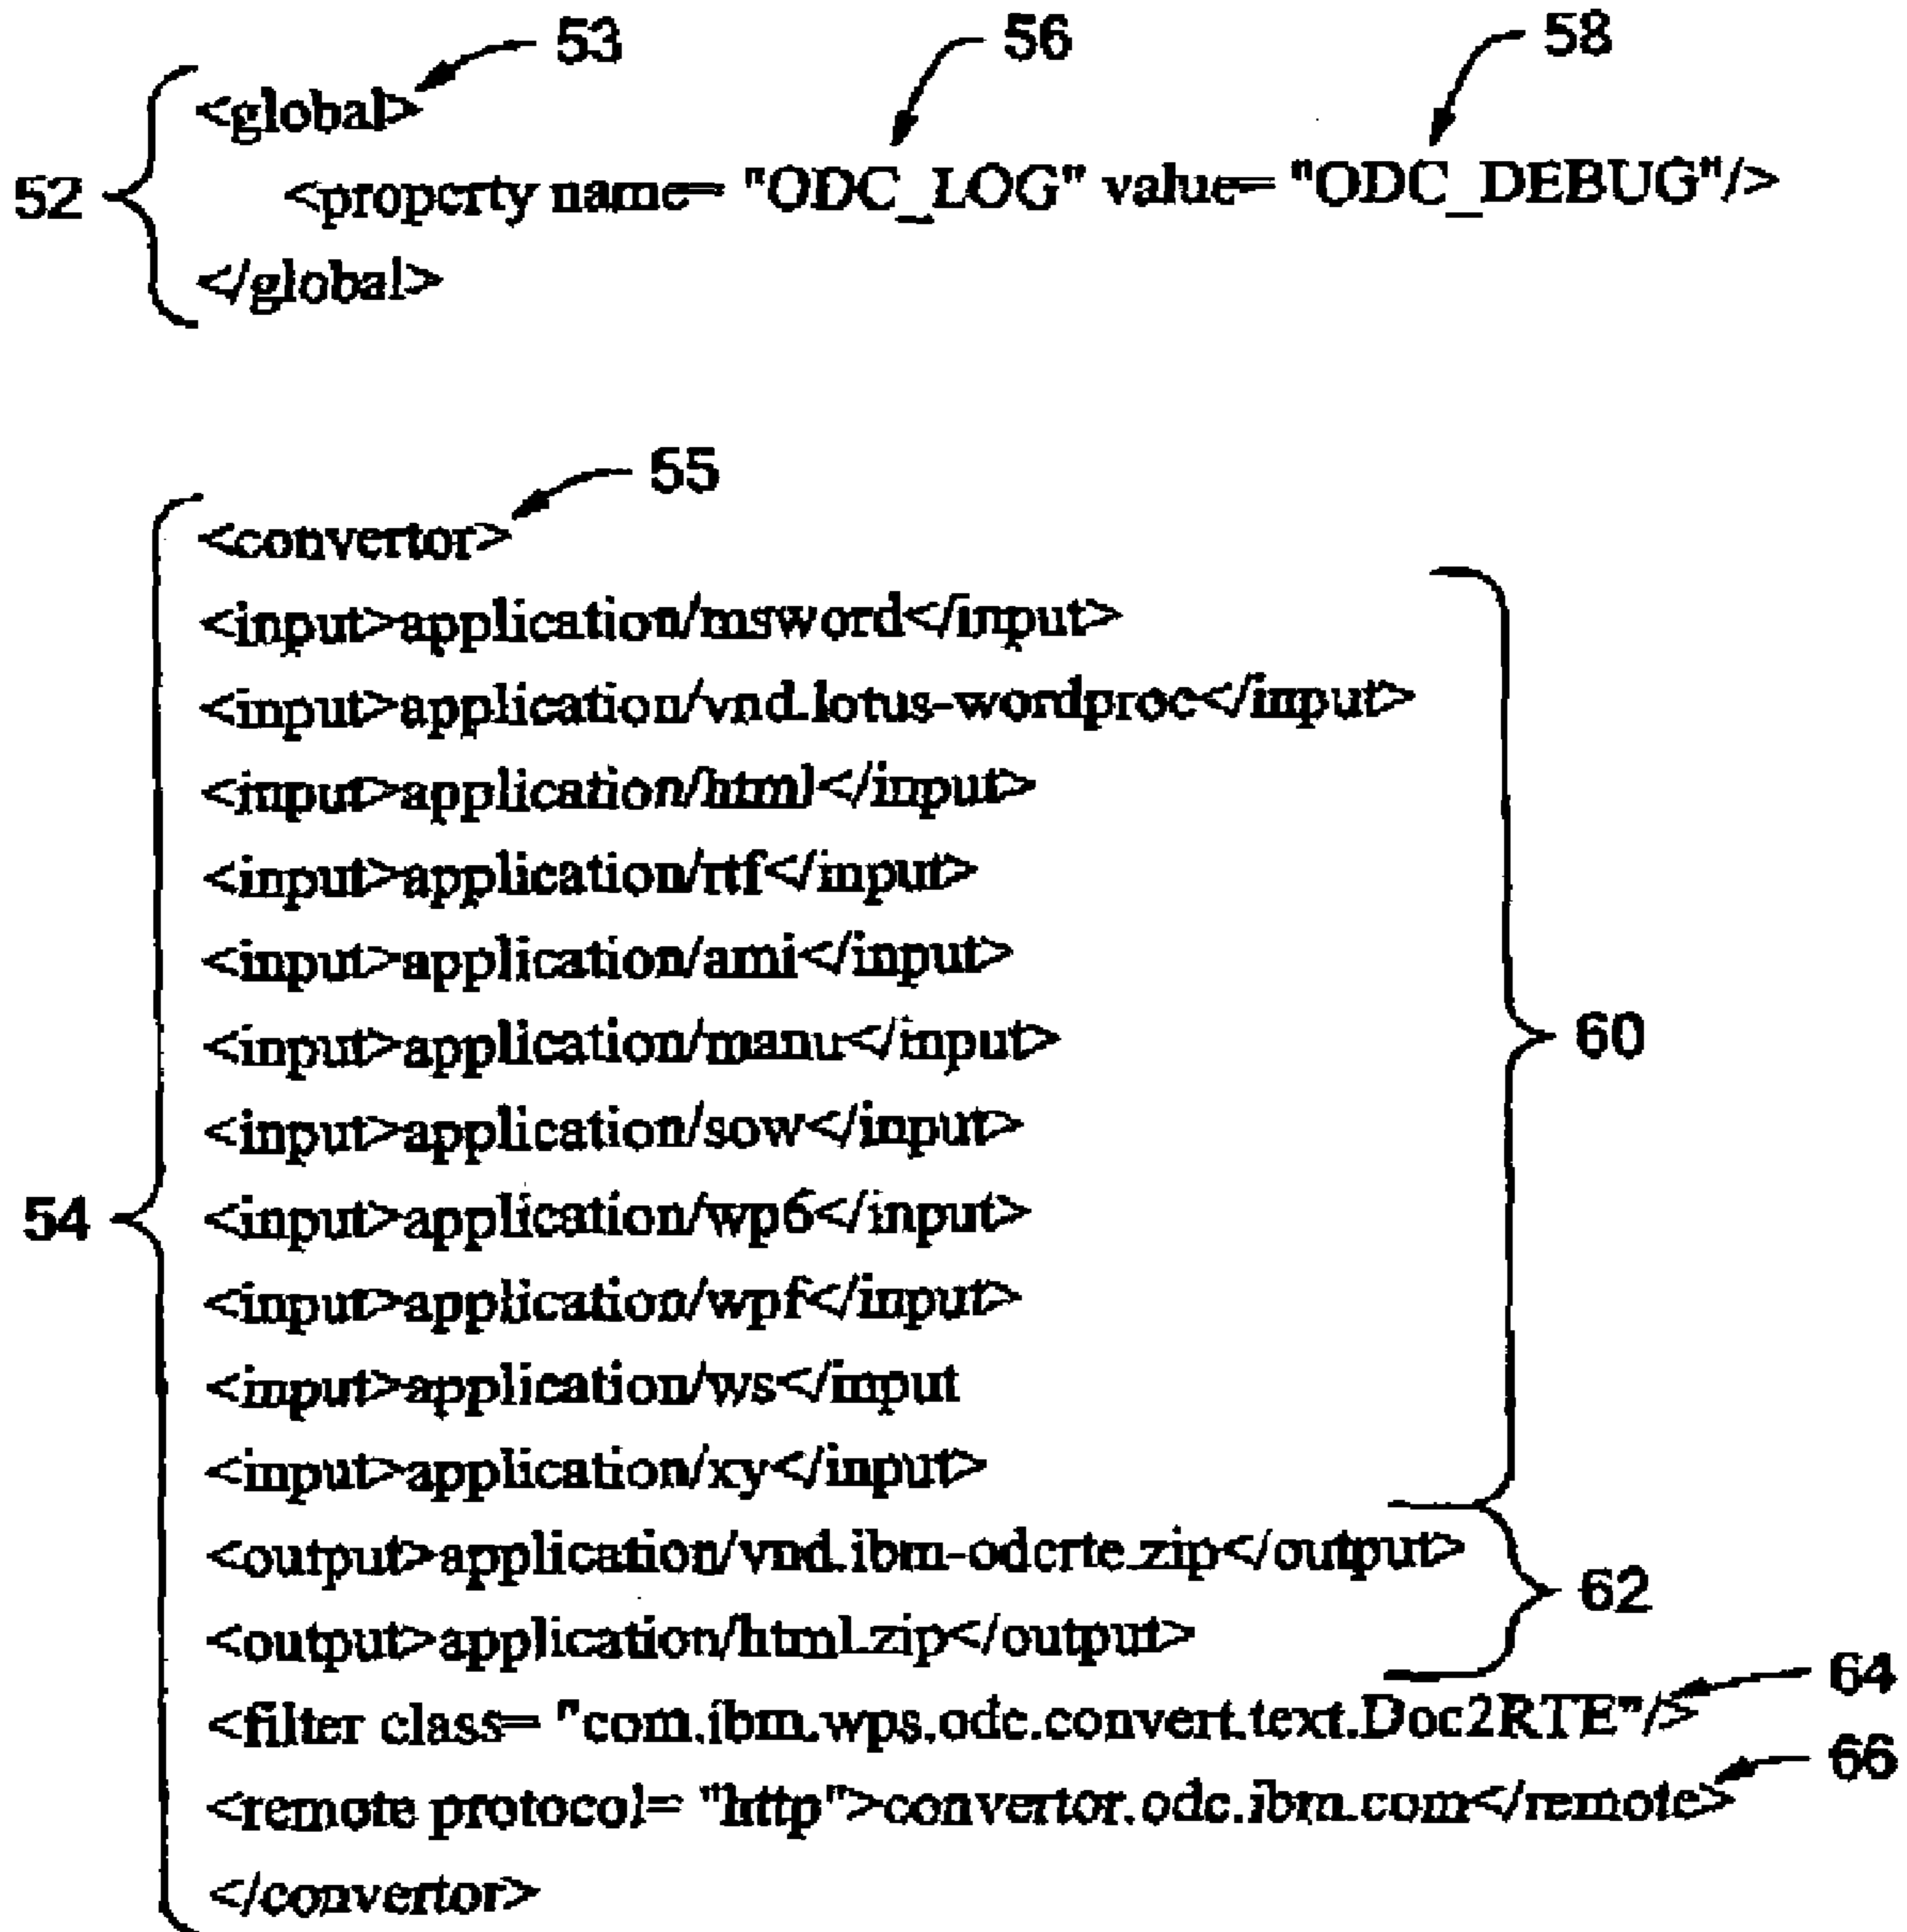 53 56 58
<global>
52 <property name= "ODC_LOG" value= "ODC_DEBUG"/>
</global>
55
<convertor>
<input>application/msword</input>
<input>application/vnd.lotus-wordproc</input>
<input>application/html</input>
<input>application/rtf</input>
<input>application/ami</input>
<input>application/manu</input>
60
<input>application/sow</input>
54 <input>application/wp6</input>
<input>application/wpf</input>
<input>application/ws</input
<input>application/xy</input>
<output>application/vnd.ibm-odcrte.zip</output>
62
<output>application/html.zip</output>
64
<filter class= "com.ibm.wps.odc.convert.text.Doc2RTE"/>
66
<remote protocol= "http">convertor.odc.ibm.com</remote>
</convertor>